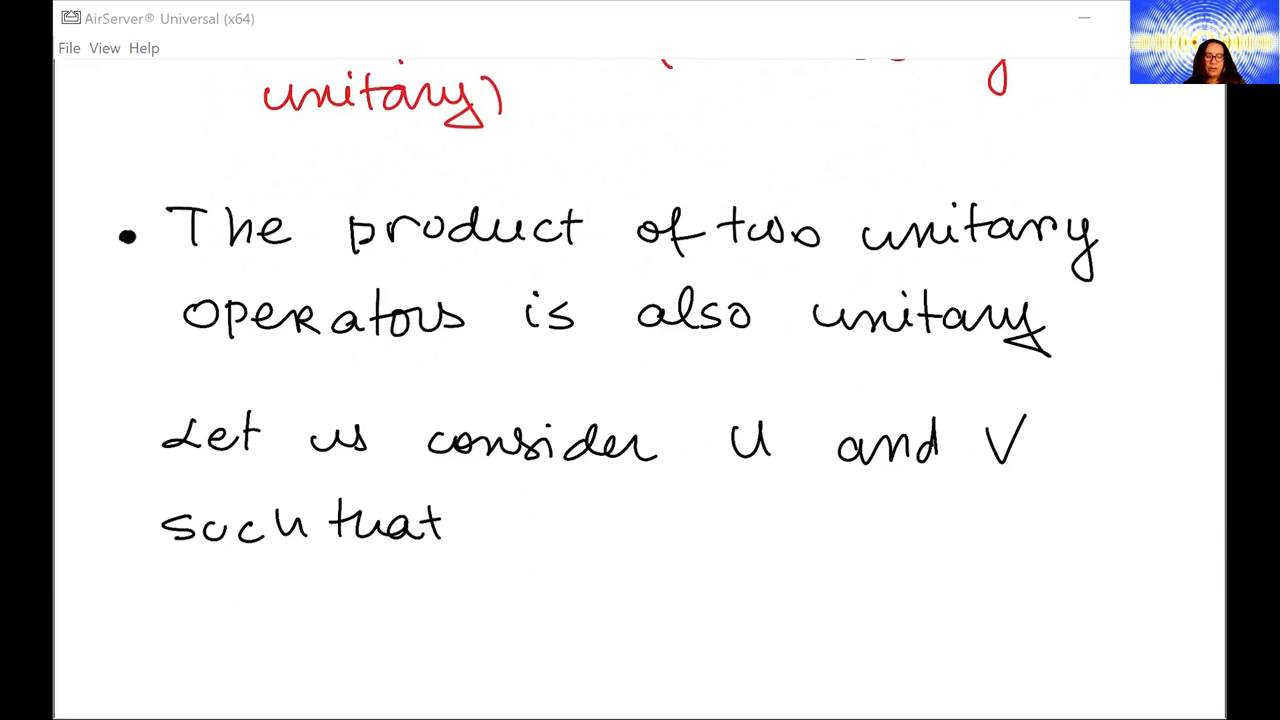 AirServer® Universal (x64)
File View Help
unitary)
• The product of two unitary
operators is also unitary
Let us consider U and V
such that